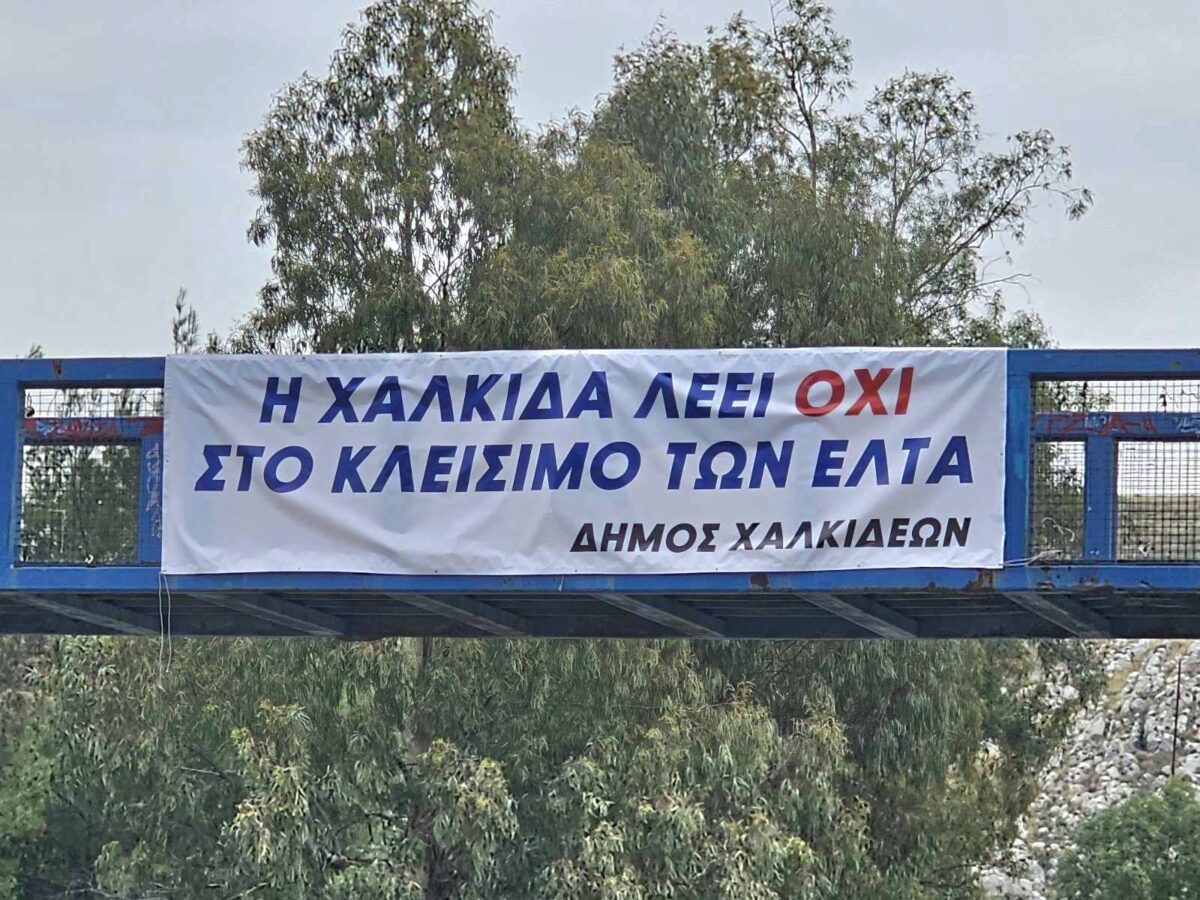 Η ΧΑΛΚΙΔΑ ΛΕΕΙ ΟΧΙ
ΣΤΟ ΚΛΕΙΣΙΜΟ ΤΩΝ ΕΛΤΑ
ΔΗΜΟΣ ΧΑΛΚΙΔΕΩΝ